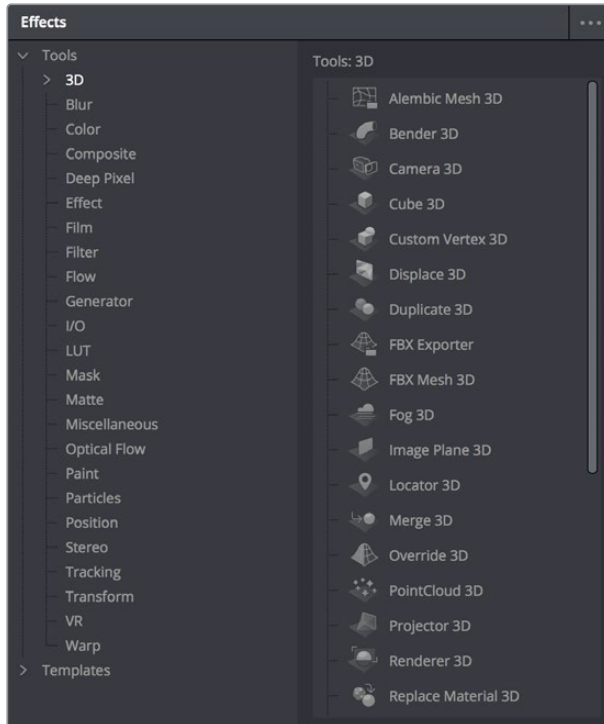 Effects
Tools
3D
Blur
Color
Composite
Deep Pixel
Effect
Film
Filter
Flow
Generator
I/O
LUT
Mask
Matte
Miscellaneous
Optical Flow
Paint
Particles
Position
Stereo
Tracking
Transform
VR
Warp
Templates
Tools: 3D
Alembic Mesh 3D
Bender 3D
Camera 3D
Cube 3D
Custom Vertex 3D
Displace 3D
Duplicate 3D
FBX Exporter
FBX Mesh 3D
Fog 3D
Image Plane 3D
Locator 3D
Merge 3D
Override 3D
PointCloud 3D
Projector 3D
Renderer 3D
Replace Material 3D